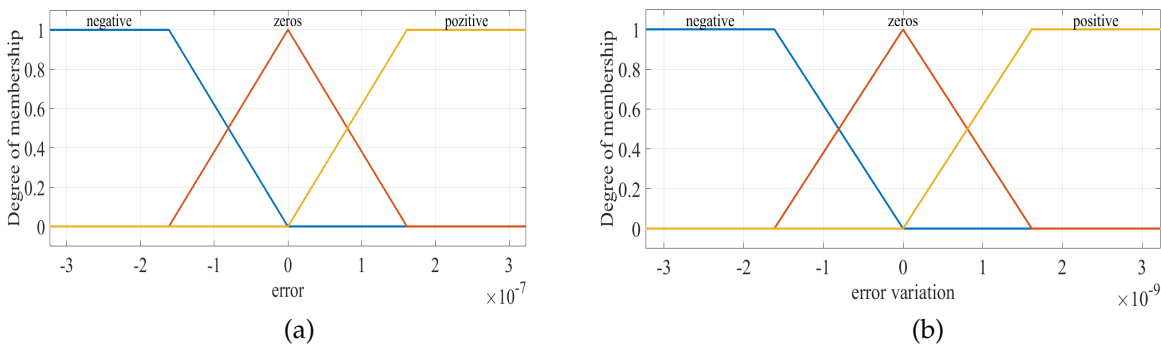 negative zeros pozitive
1
0.8
0.6
0.4
0.2
0
Degree of membership
-3 -2 -1 0 1 2 3
error
×10-7
(a)
negative zeros positive
1
0.8
0.6
0.4
0.2
0
Degree of membership
-3 -2 -1 0 1 2 3
error variation
×10-9
(b)